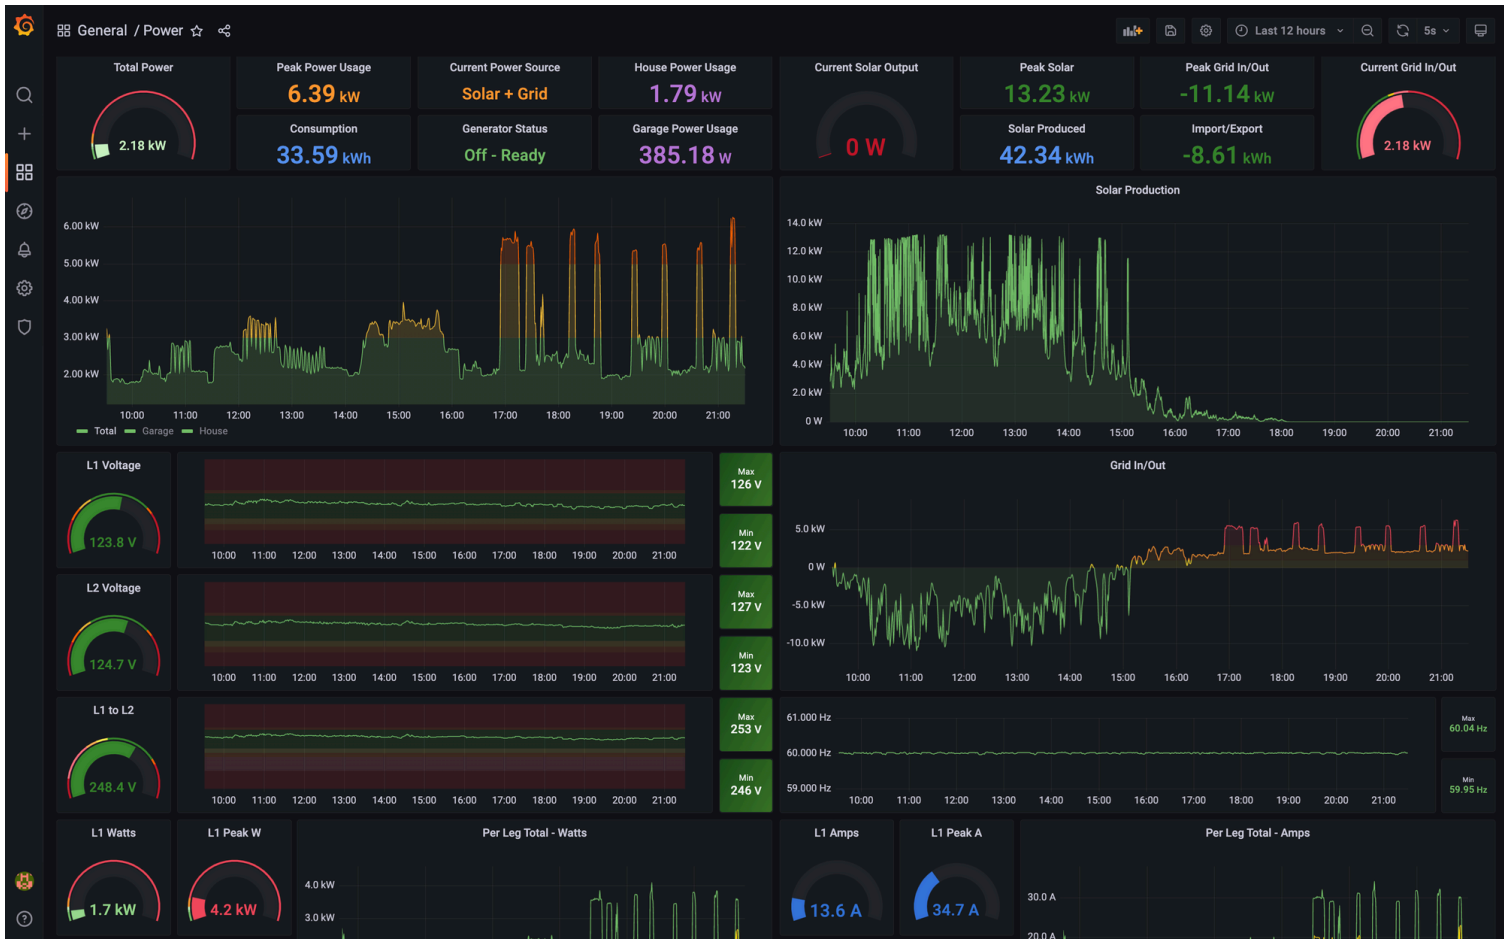 General / Power
Last 12 hours
5s
Total Power
2.18 kW
Peak Power Usage
6.39 kW
Current Power Source
Solar + Grid
House Power Usage
1.79 kW
Consumption
33.59 kWh
Generator Status
Off - Ready
Garage Power Usage
385.18 W
Current Solar Output
0 W
Peak Solar
13.23 kW
Peak Grid In/Out
-11.14 kW
Solar Produced
42.34 kWh
Import/Export
-8.61 kWh
Current Grid In/Out
2.18 kW
6.00 kW
5.00 kW
4.00 kW
3.00 kW
2.00 kW
10:00 11:00 12:00 13:00 14:00 15:00 16:00 17:00 18:00 19:00 20:00 21:00
Total Garage House
Solar Production
14.0 kW
12.0 kW
10.0 kW
8.0 kW
6.0 kW
4.0 kW
2.0 kW
0 W
10:00 11:00 12:00 13:00 14:00 15:00 16:00 17:00 18:00 19:00 20:00 21:00
L1 Voltage
123.8 V
10:00 11:00 12:00 13:00 14:00 15:00 16:00 17:00 18:00 19:00 20:00 21:00
Max
126 V
Min
122 V
L2 Voltage
124.7 V
10:00 11:00 12:00 13:00 14:00 15:00 16:00 17:00 18:00 19:00 20:00 21:00
Max
127 V
Min
123 V
Grid In/Out
5.0 kW
0 W
-5.0 kW
-10.0 kW
10:00 11:00 12:00 13:00 14:00 15:00 16:00 17:00 18:00 19:00 20:00 21:00
L1 to L2
248.4 V
10:00 11:00 12:00 13:00 14:00 15:00 16:00 17:00 18:00 19:00 20:00 21:00
Max
253 V
Min
246 V
61.000 Hz
60.000 Hz
59.000 Hz
10:00 11:00 12:00 13:00 14:00 15:00 16:00 17:00 18:00 19:00 20:00 21:00
Max
60.04 Hz
Min
59.95 Hz
L1 Watts
1.7 kW
L1 Peak W
4.2 kW
Per Leg Total - Watts
4.0 kW
3.0 kW
L1 Amps
13.6 A
L1 Peak A
34.7 A
Per Leg Total - Amps
30.0 A
20.0 A